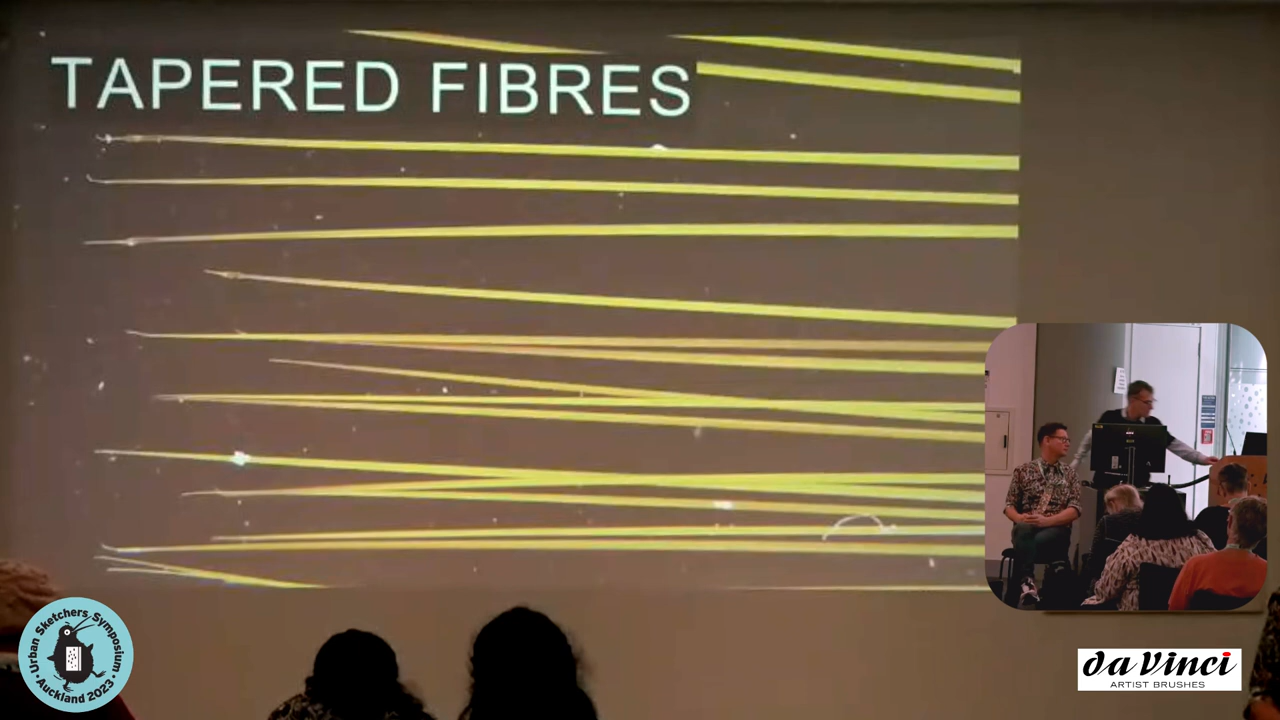 TAPERED FIBRES
Urban Sketchers Symposium
Auckland 2023
da Vinci
ARTIST BRUSHES